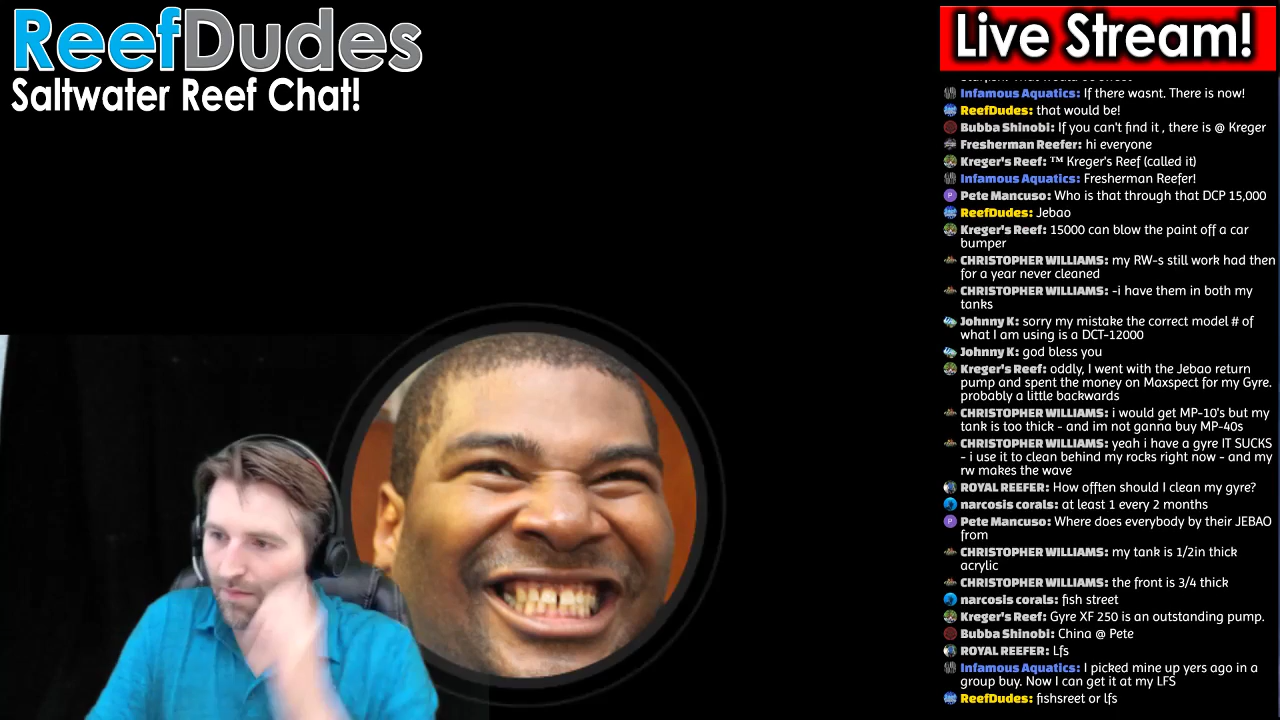 ReefDudes
Saltwater Reef Chat!
Live Stream!
Infamous Aquatics: If there wasnt. There is now!
ReefDudes: that would be!
Bubba Shinobi: If you can't find it , there is @ Kreger
Fresherman Reefer: hi everyone
Kreger's Reef: ™ Kreger's Reef (called it)
Infamous Aquatics: Fresherman Reefer!
Pete Mancuso: Who is that through that DCP 15,000
ReefDudes: Jebao
Kreger's Reef: 15000 can blow the paint off a car
bumper
CHRISTOPHER WILLIAMS: my RW-s still work had then
for a year never cleaned
CHRISTOPHER WILLIAMS: -i have them in both my
tanks
Johnny K: sorry my mistake the correct model # of
what I am using is a DCT-12000
Johnny K: god bless you
Kreger's Reef: oddly, I went with the Jebao return
pump and spent the money on Maxspect for my Gyre.
probably a little backwards
CHRISTOPHER WILLIAMS: i would get MP-10's but my
tank is too thick - and im not ganna buy MP-40s
CHRISTOPHER WILLIAMS: yeah i have a gyre IT SUCKS
- i use it to clean behind my rocks right now - and my
rw makes the wave
ROYAL REEFER: How offten should I clean my gyre?
narcosis corals: at least 1 every 2 months
Pete Mancuso: Where does everybody by their JEBAO
from
CHRISTOPHER WILLIAMS: my tank is 1/2in thick
acrylic
CHRISTOPHER WILLIAMS: the front is 3/4 thick
narcosis corals: fish street
Kreger's Reef: Gyre XF 250 is an outstanding pump.
Bubba Shinobi: China @ Pete
ROYAL REEFER: Lfs
Infamous Aquatics: I picked mine up yers ago in a
group buy. Now I can get it at my LFS
ReefDudes: fishsreet or lfs